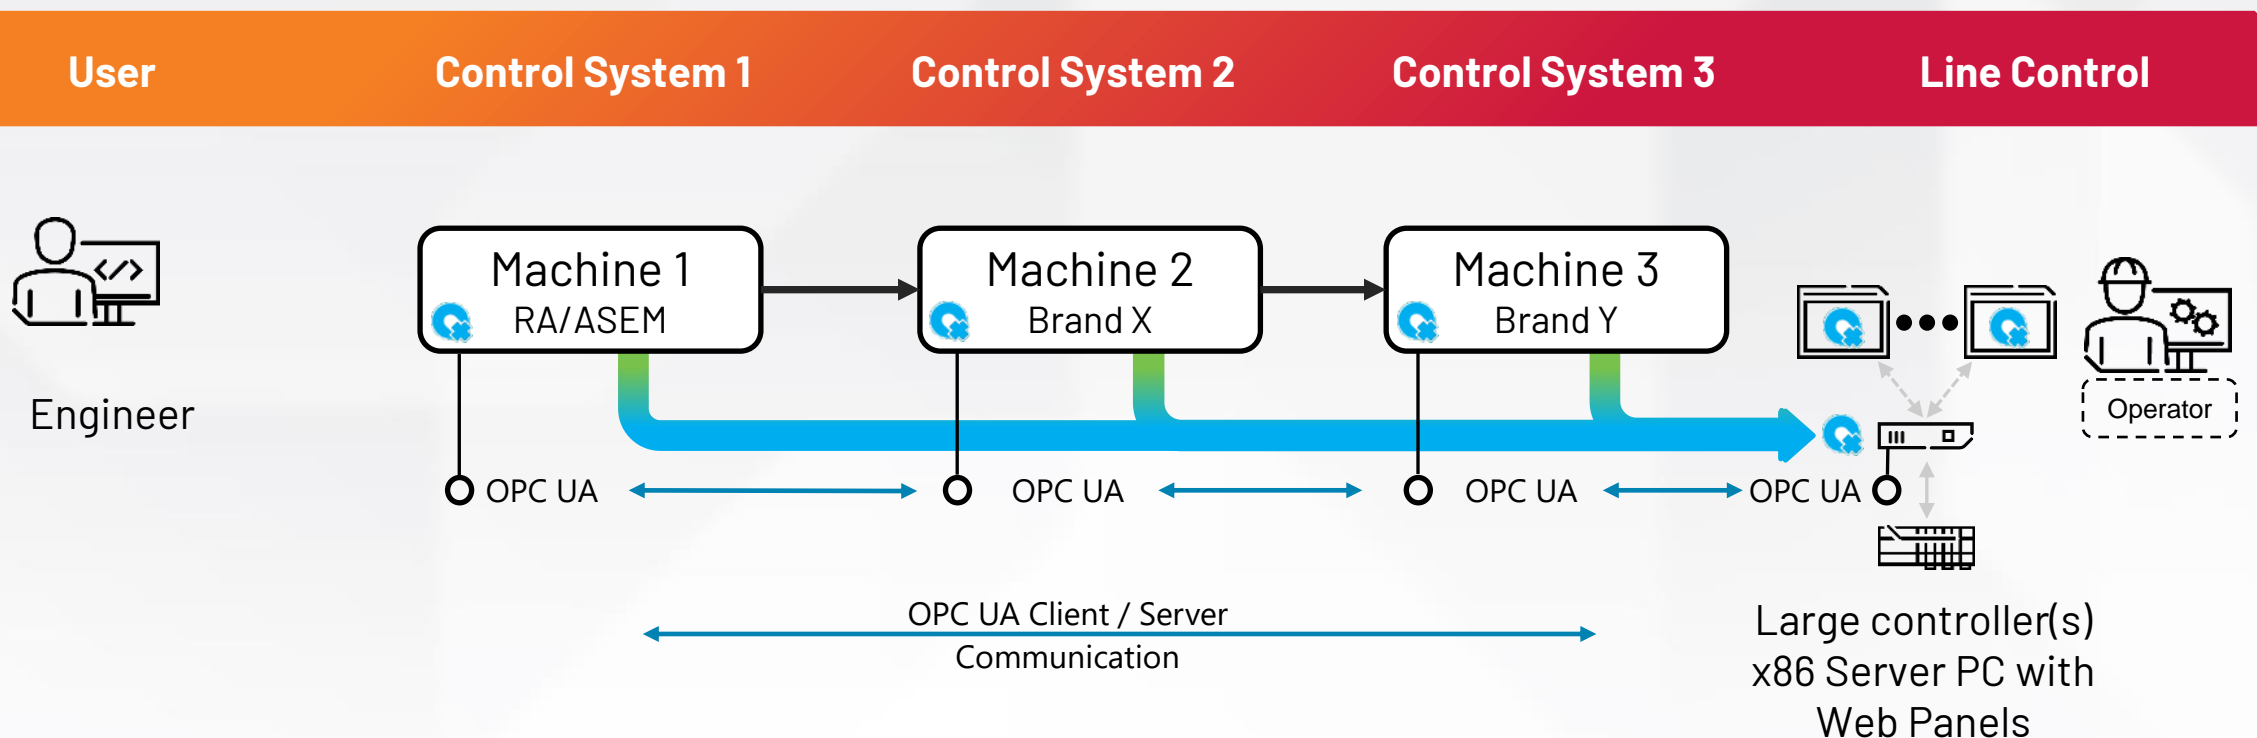 User
Control System 1
Control System 2
Control System 3
Line Control
Machine 1
RA/ASEM
Machine 2
Brand X
Machine 3
Brand Y
Engineer
Operator
OPC UA
OPC UA
OPC UA
OPC UA
OPC UA Client / Server
Communication
Large controller(s)
x86 Server PC with
Web Panels